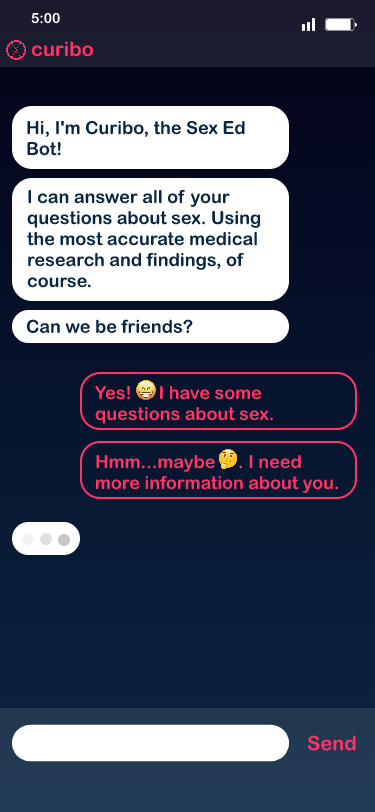 5:00
curibo
Hi, I'm Curibo, the Sex Ed
Bot!
I can answer all of your
questions about sex. Using
the most accurate medical
research and findings, of
course.
Can we be friends?
Yes! 😁 I have some
questions about sex.
Hmm...maybe 🤔. I need
more information about you.
Send